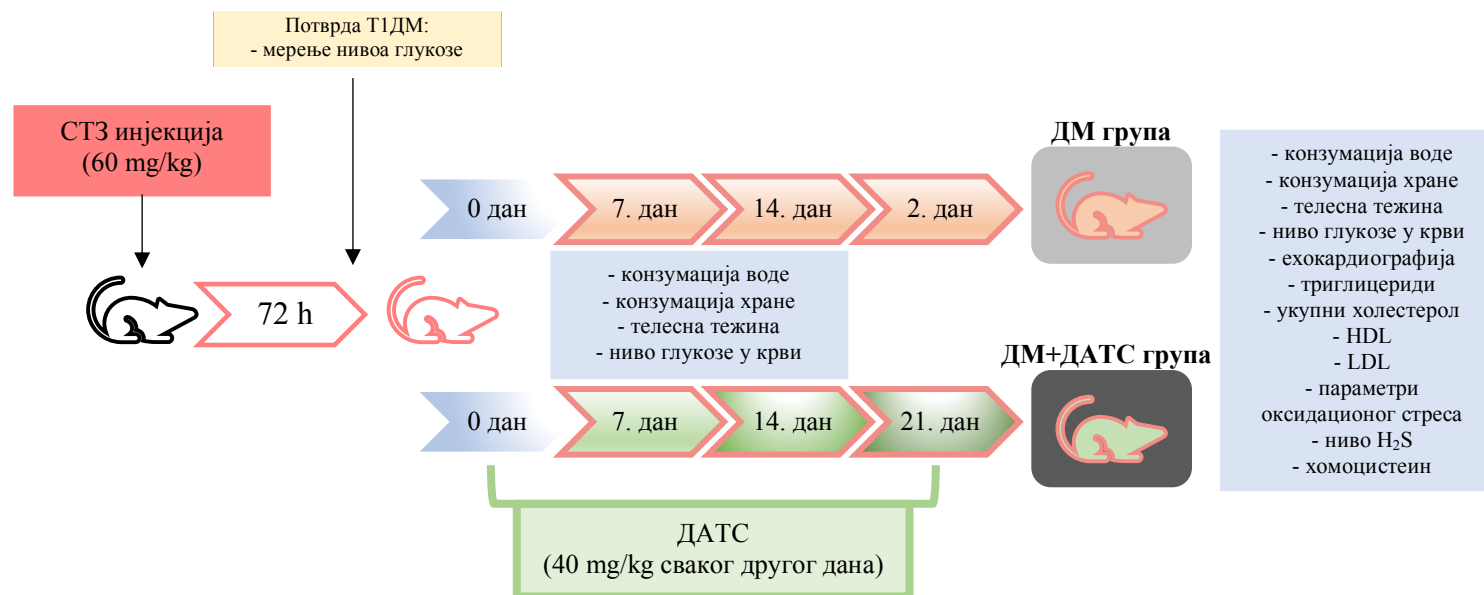 Потврда Т1ДМ:
- мерење нивоа глукозе
СТЗ инјекција
(60 mg/kg)
72 h
0 дан
7. дан
14. дан
2. дан
ДМ група
- конзумација воде
- конзумација хране
- телесна тежина
- ниво глукозе у крви
0 дан
7. дан
14. дан
21. дан
ДМ+ДАТС група
ДАТС
(40 mg/kg сваког другог дана)
- конзумација воде
- конзумација хране
- телесна тежина
- ниво глукозе у крви
- ехокардиографија
- триглицериди
- укупни холестерол
- HDL
- LDL
- параметри
оксидационог стреса
- ниво H₂S
- хомоцистеин